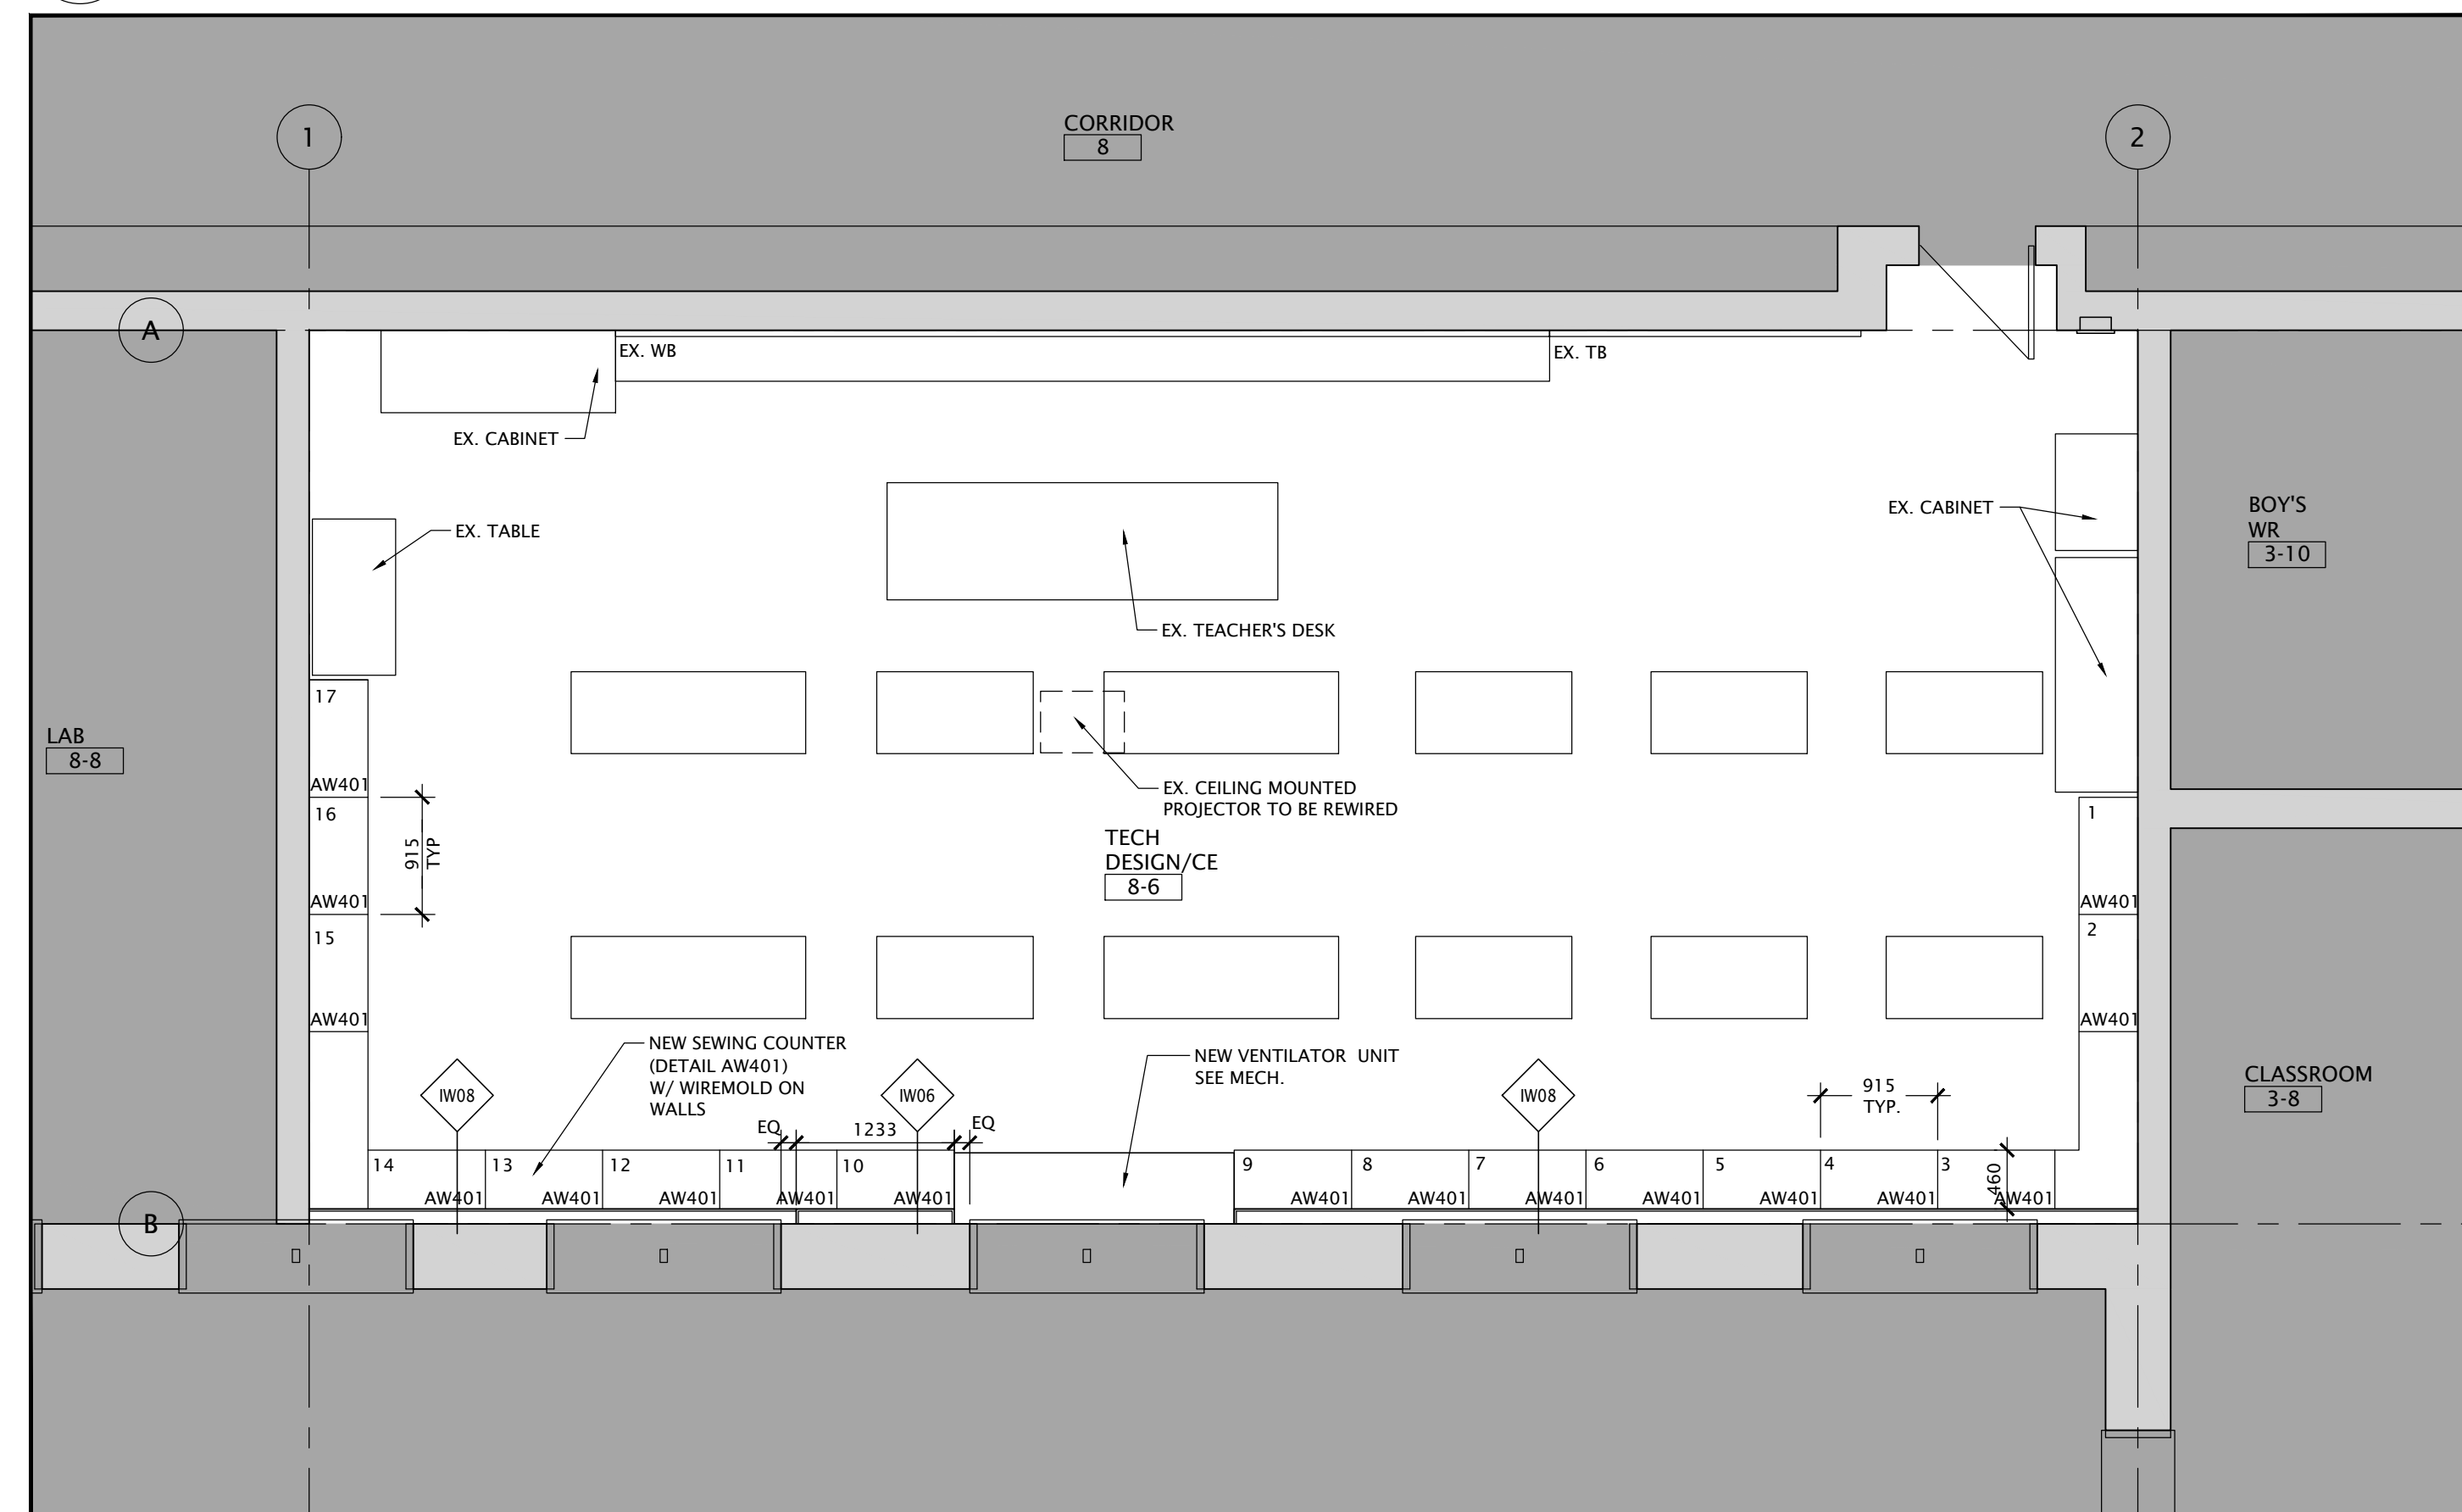 CORRIDOR
8
1
2
A
EX. WB
EX. TB
EX. CABINET
EX. TABLE
EX. CABINET
BOY'S
WR
3-10
EX. TEACHER'S DESK
17
LAB
8-8
AW401
16
EX. CEILING MOUNTED
PROJECTOR TO BE REWIRED
1
915
TYP
TECH
DESIGN/CE
8-6
AW401
AW401
15
2
AW401
AW401
NEW SEWING COUNTER
(DETAIL AW401)
W/ WIREMOLD ON
WALLS
NEW VENTILATOR UNIT
SEE MECH.
IW08
IW06
IW08
915
TYP.
CLASSROOM
3-8
EQ
1233
EQ
14
13
12
11
10
9
8
7
6
5
4
3
460
AW401
AW401
AW401
AW401
AW401
AW401
AW401
AW401
AW401
AW401
AW401
AW401
B